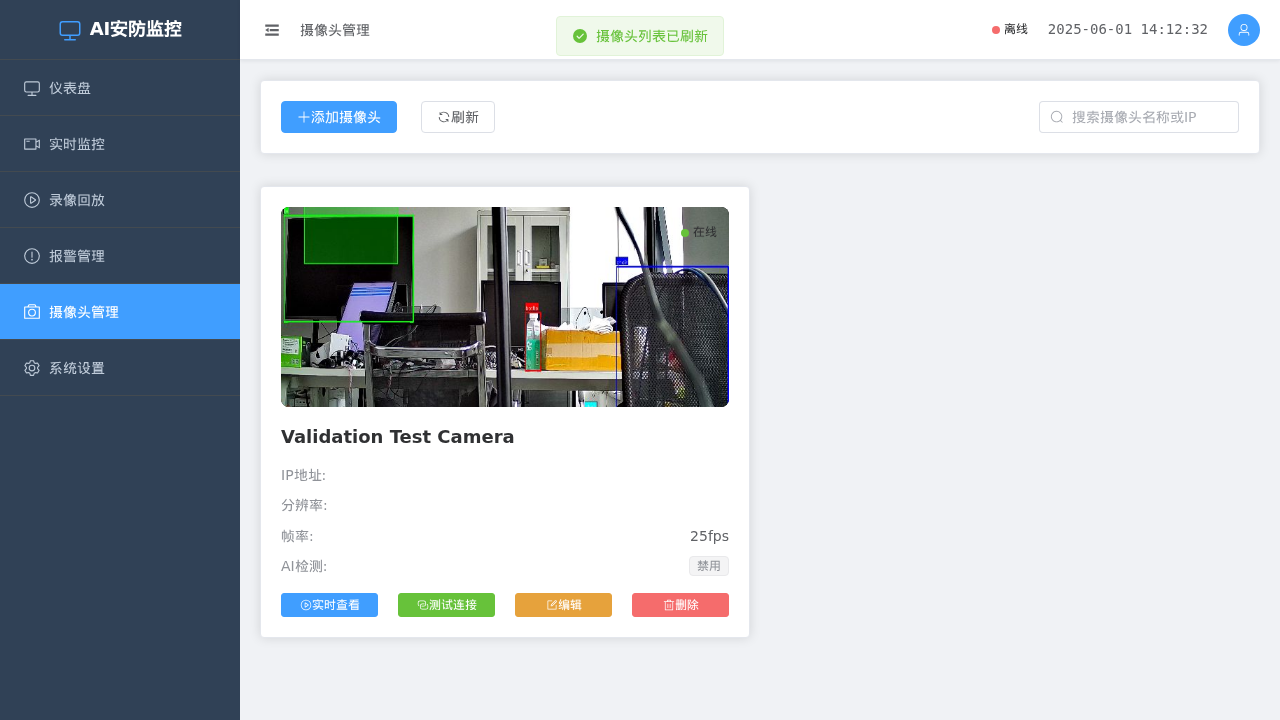 AI安防监控
仪表盘
实时监控
录像回放
报警管理
摄像头管理
系统设置
摄像头管理
摄像头列表已刷新
离线
2025-06-01 14:12:32
添加摄像头
刷新
搜索摄像头名称或IP
在线
Validation Test Camera
IP地址:
分辨率:
帧率:
25fps
AI检测:
禁用
实时查看
测试连接
编辑
删除